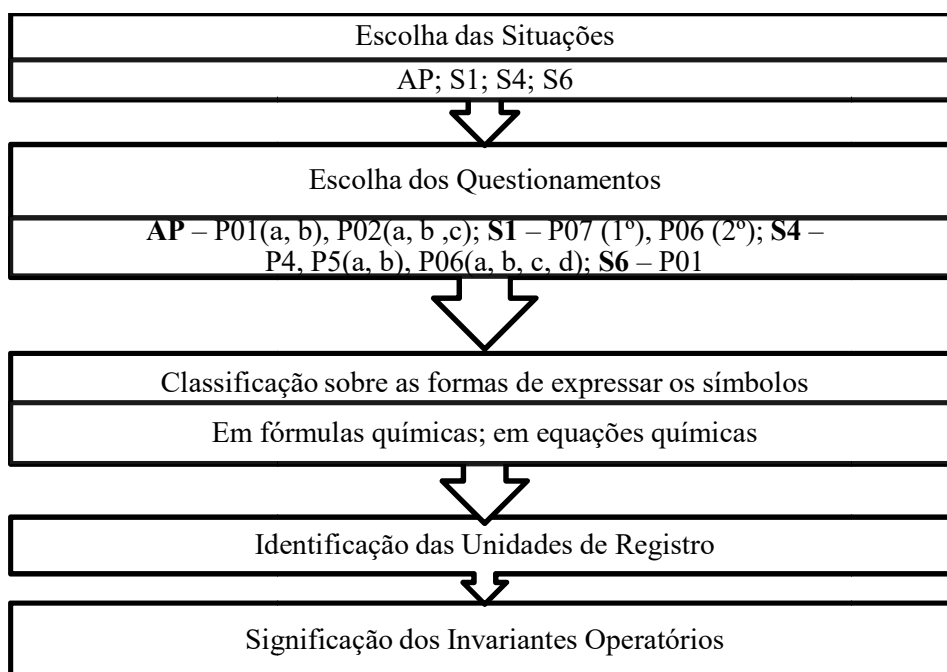 Escolha das Situações
AP; S1; S4; S6
Escolha dos Questionamentos
AP – P01(a, b), P02(a, b ,c); S1 – P07 (1º), P06 (2º); S4 –
P4, P5(a, b), P06(a, b, c, d); S6 – P01
Classificação sobre as formas de expressar os símbolos
Em fórmulas químicas; em equações químicas
Identificação das Unidades de Registro
Significação dos Invariantes Operatórios